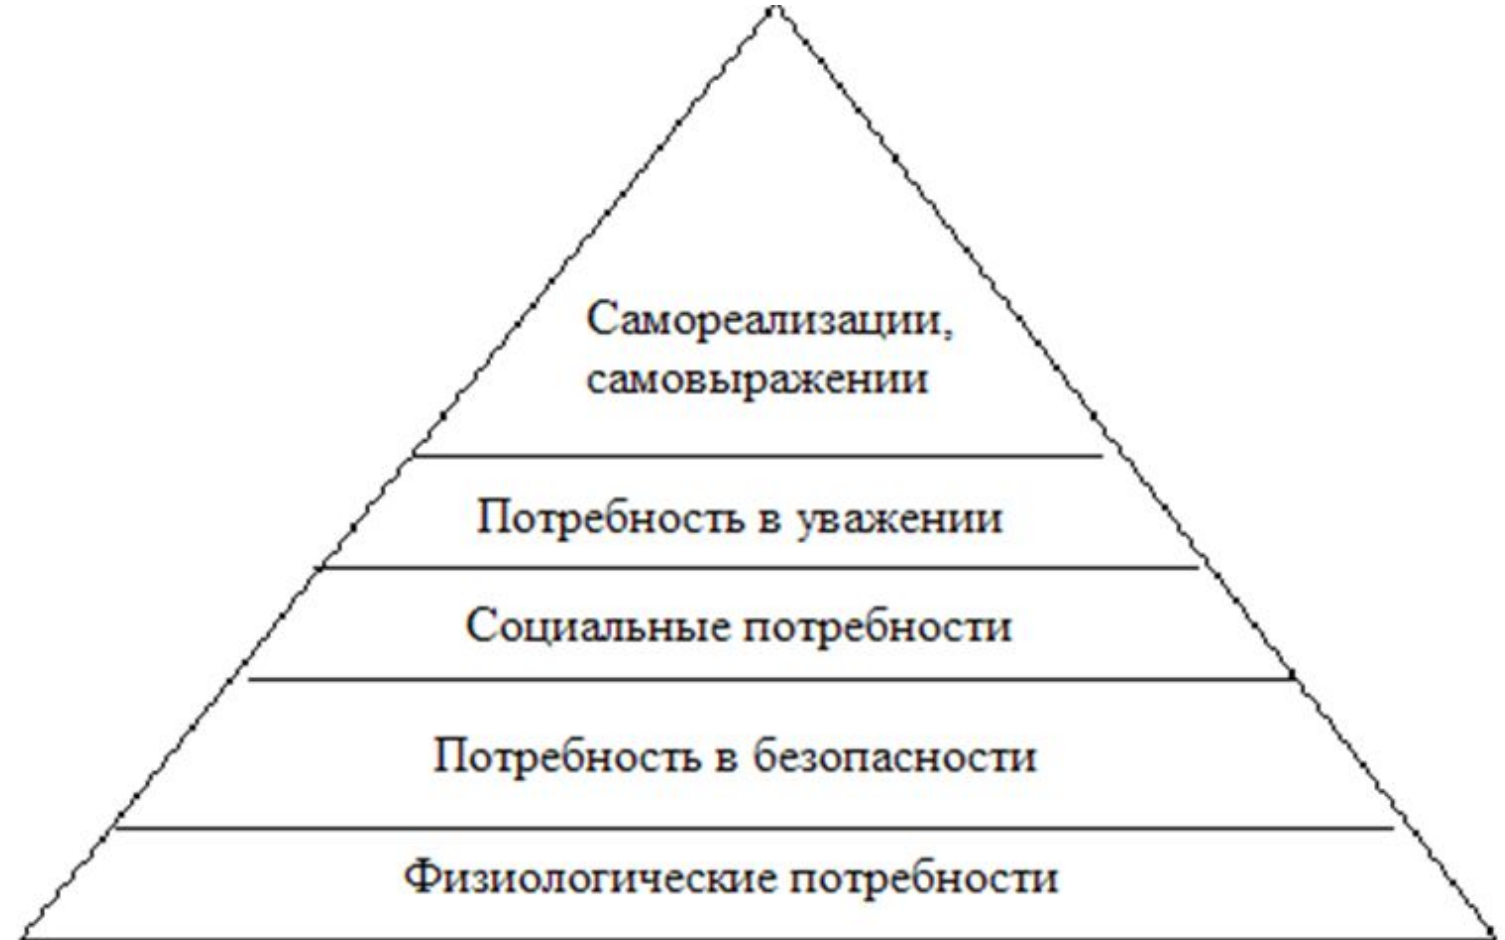 Самореализации,
самовыражении
Потребность в уважении
Социальные потребности
Потребность в безопасности
Физиологические потребности